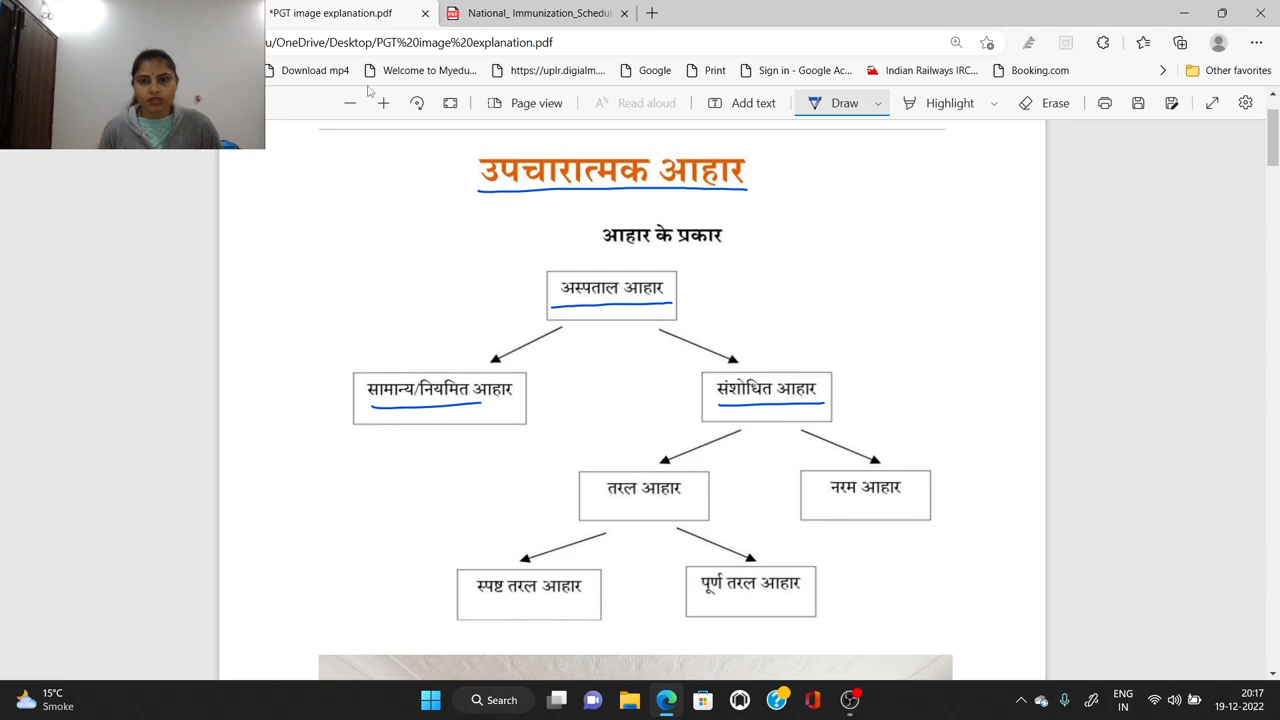 *PGT image explanation.pdf
National_ Immunization_Schedul
u/OneDrive/Desktop/PGT%20image%20explanation.pdf
Download mp4 Welcome to Myedu... https://uplr.digialm.... Google Print Sign in - Google Ac... Indian Railways IRC... Booking.com Other favorites
Page view Read aloud Add text Draw Highlight Erase
उपचारात्मक आहार
आहार के प्रकार
अस्पताल आहार
सामान्य/नियमित आहार
संशोधित आहार
तरल आहार
नरम आहार
स्पष्ट तरल आहार
पूर्ण तरल आहार
15°C
Smoke
Search
ENG
IN
20:17
19-12-2022